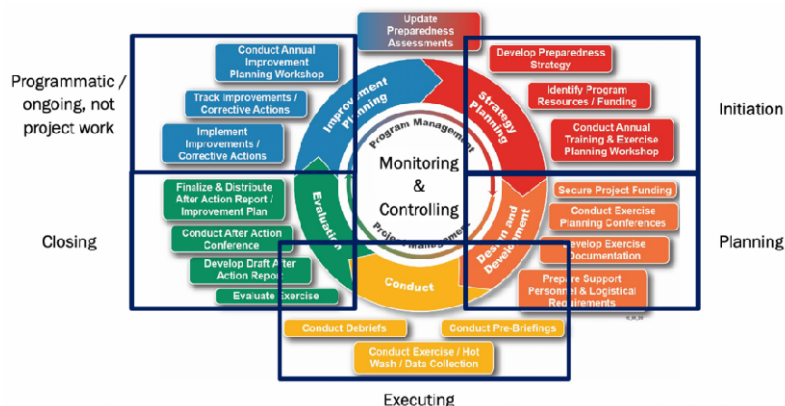 Update
Preparedness
Assessments
Conduct Annual
Improvement
Planning Workshop
Track Improvements /
Corrective Actions
Implement
Improvements /
Corrective Actions
Programmatic /
ongoing, not
project work
Develop Preparedness
Strategy
Identify Program
Resources / Funding
Conduct Annual
Training & Exercise
Planning Workshop
Initiation
Improvement
Planning
Strategy
Planning
Program Management
Monitoring
&
Controlling
Project Management
Evaluation
Design and
Development
Conduct
Finalize & Distribute
After Action Report /
Improvement Plan
Conduct After Action
Conference
Develop Draft After
Action Report
Evaluate Exercise
Closing
Secure Project Funding
Conduct Exercise
Planning Conferences
Develop Exercise
Documentation
Prepare Support
Personnel & Logistical
Requirements
Planning
Conduct Debriefs
Conduct Pre-Briefings
Conduct Exercise / Hot
Wash / Data Collection
Executing